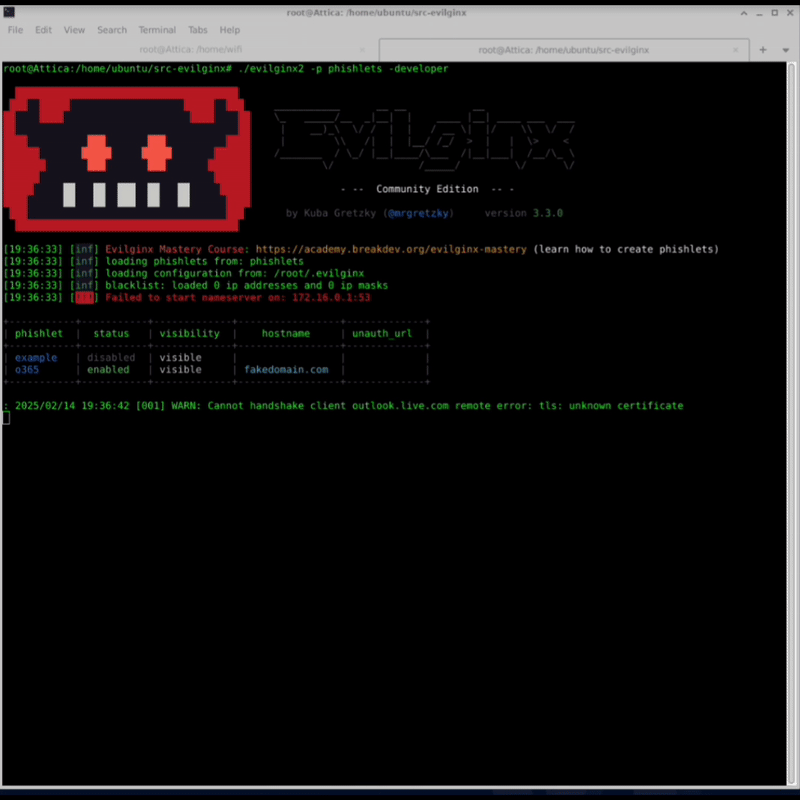 root@Attica: /home/ubuntu/src-evilginx
File Edit View Search Terminal Tabs Help
root@Attica: /home/wifi
root@Attica: /home/ubuntu/src-evilginx
root@Attica:/home/ubuntu/src-evilginx# ./evilginx2 -p phishlets -developer
Evilginx
- -- Community Edition -- -
by Kuba Gretzky (@mrgretzky) version 3.3.0
[19:36:33] [inf] Evilginx Mastery Course: https://academy.breakdev.org/evilginx-mastery (learn how to create phishlets)
[19:36:33] [inf] loading phishlets from: phishlets
[19:36:33] [inf] loading configuration from: /root/.evilginx
[19:36:33] [inf] blacklist: loaded 0 ip addresses and 0 ip masks
[19:36:33] [!!!] Failed to start nameserver on: 172.16.0.1:53
phishlet | status | visibility | hostname | unauth_url
example | disabled | visible | |
o365 | enabled | visible | fakedomain.com |
: 2025/02/14 19:36:42 [001] WARN: Cannot handshake client outlook.live.com remote error: tls: unknown certificate